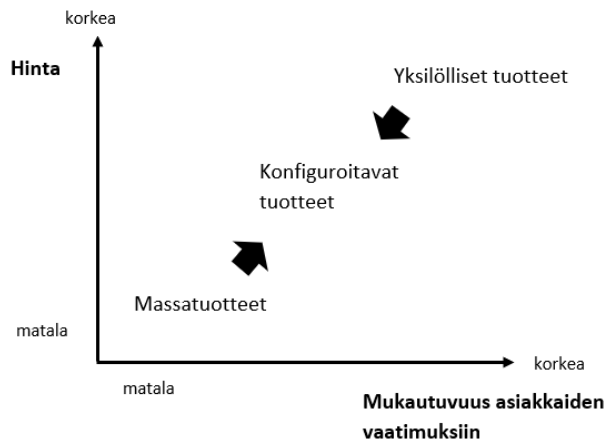 korkea
Hinta
Yksilölliset tuotteet
Konfiguroitavat
tuotteet
Massatuotteet
matala
matala
korkea
Mukautuvuus asiakkaiden
vaatimuksiin